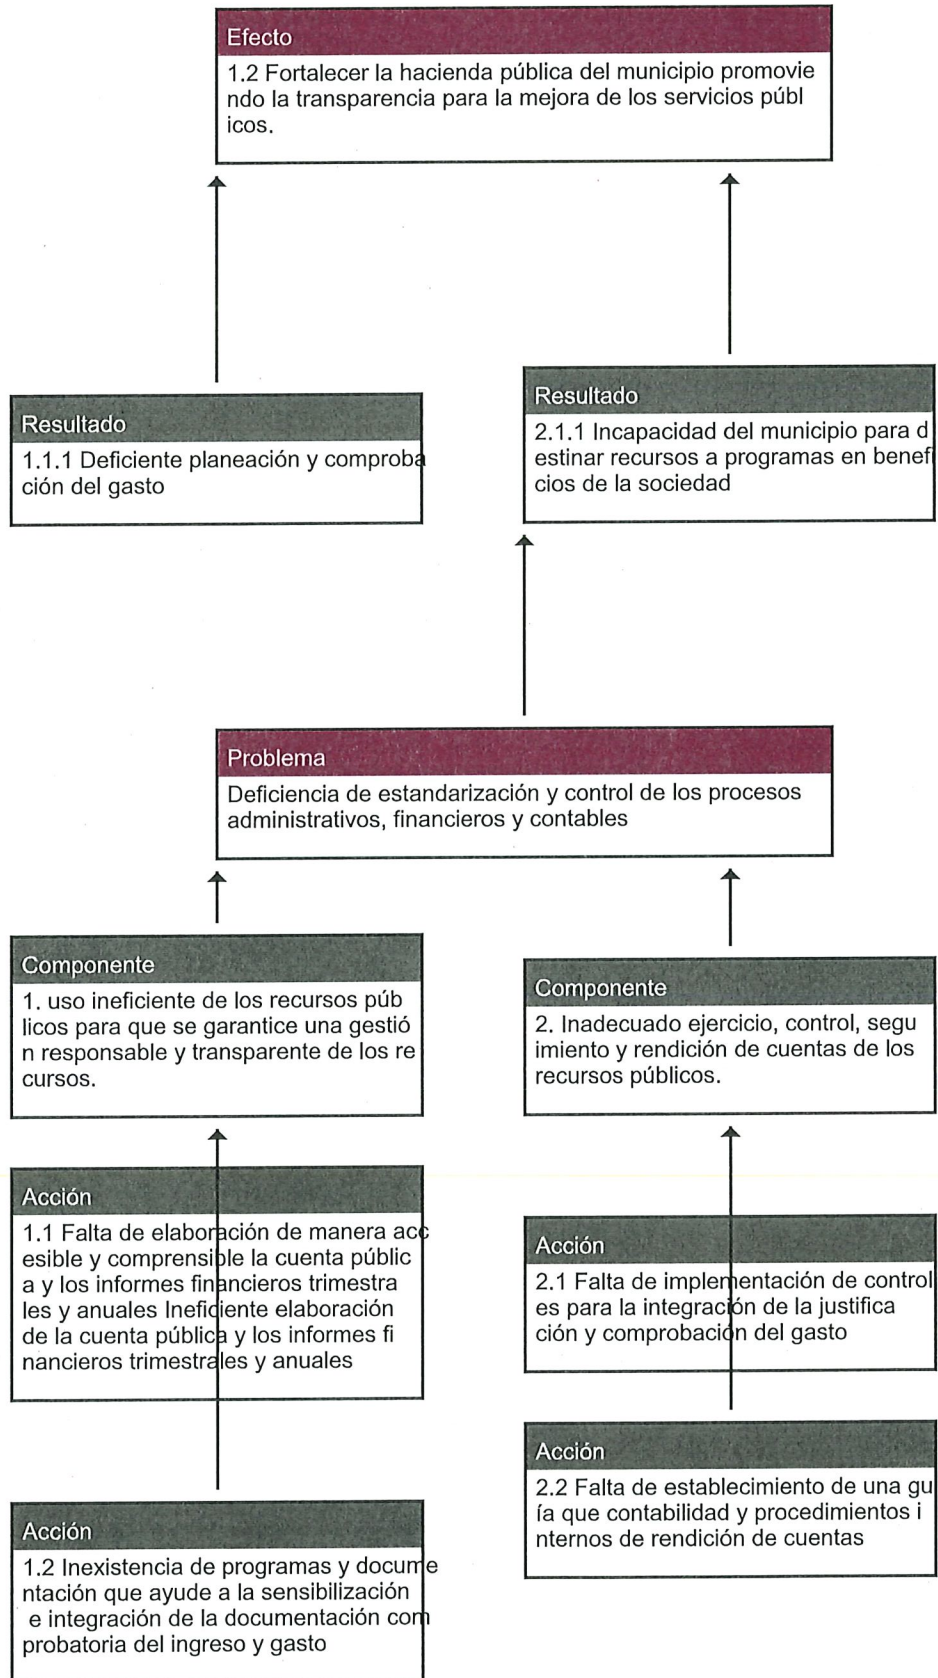 Efecto
1.2 Fortalecer la hacienda pública del municipio promovie
ndo la transparencia para la mejora de los servicios públ
icos.
Resultado
1.1.1 Deficiente planeación y comproba
ción del gasto
Resultado
2.1.1 Incapacidad del municipio para d
estinar recursos a programas en benefi
cios de la sociedad
Problema
Deficiencia de estandarización y control de los procesos
administrativos, financieros y contables
Componente
1. uso ineficiente de los recursos púb
licos para que se garantice una gestió
n responsable y transparente de los re
cursos.
Componente
2. Inadecuado ejercicio, control, segu
imiento y rendición de cuentas de los
recursos públicos.
Acción
1.1 Falta de elaboración de manera acc
esible y comprensible la cuenta públic
a y los informes financieros trimestra
les y anuales Ineficiente elaboración
de la cuenta pública y los informes fi
nancieros trimestrales y anuales
Acción
2.1 Falta de implementación de control
es para la integración de la justifica
ción y comprobación del gasto
Acción
2.2 Falta de establecimiento de una gu
ía que contabilidad y procedimientos i
nternos de rendición de cuentas
Acción
1.2 Inexistencia de programas y docume
ntación que ayude a la sensibilización
e integración de la documentación com
probatoria del ingreso y gasto